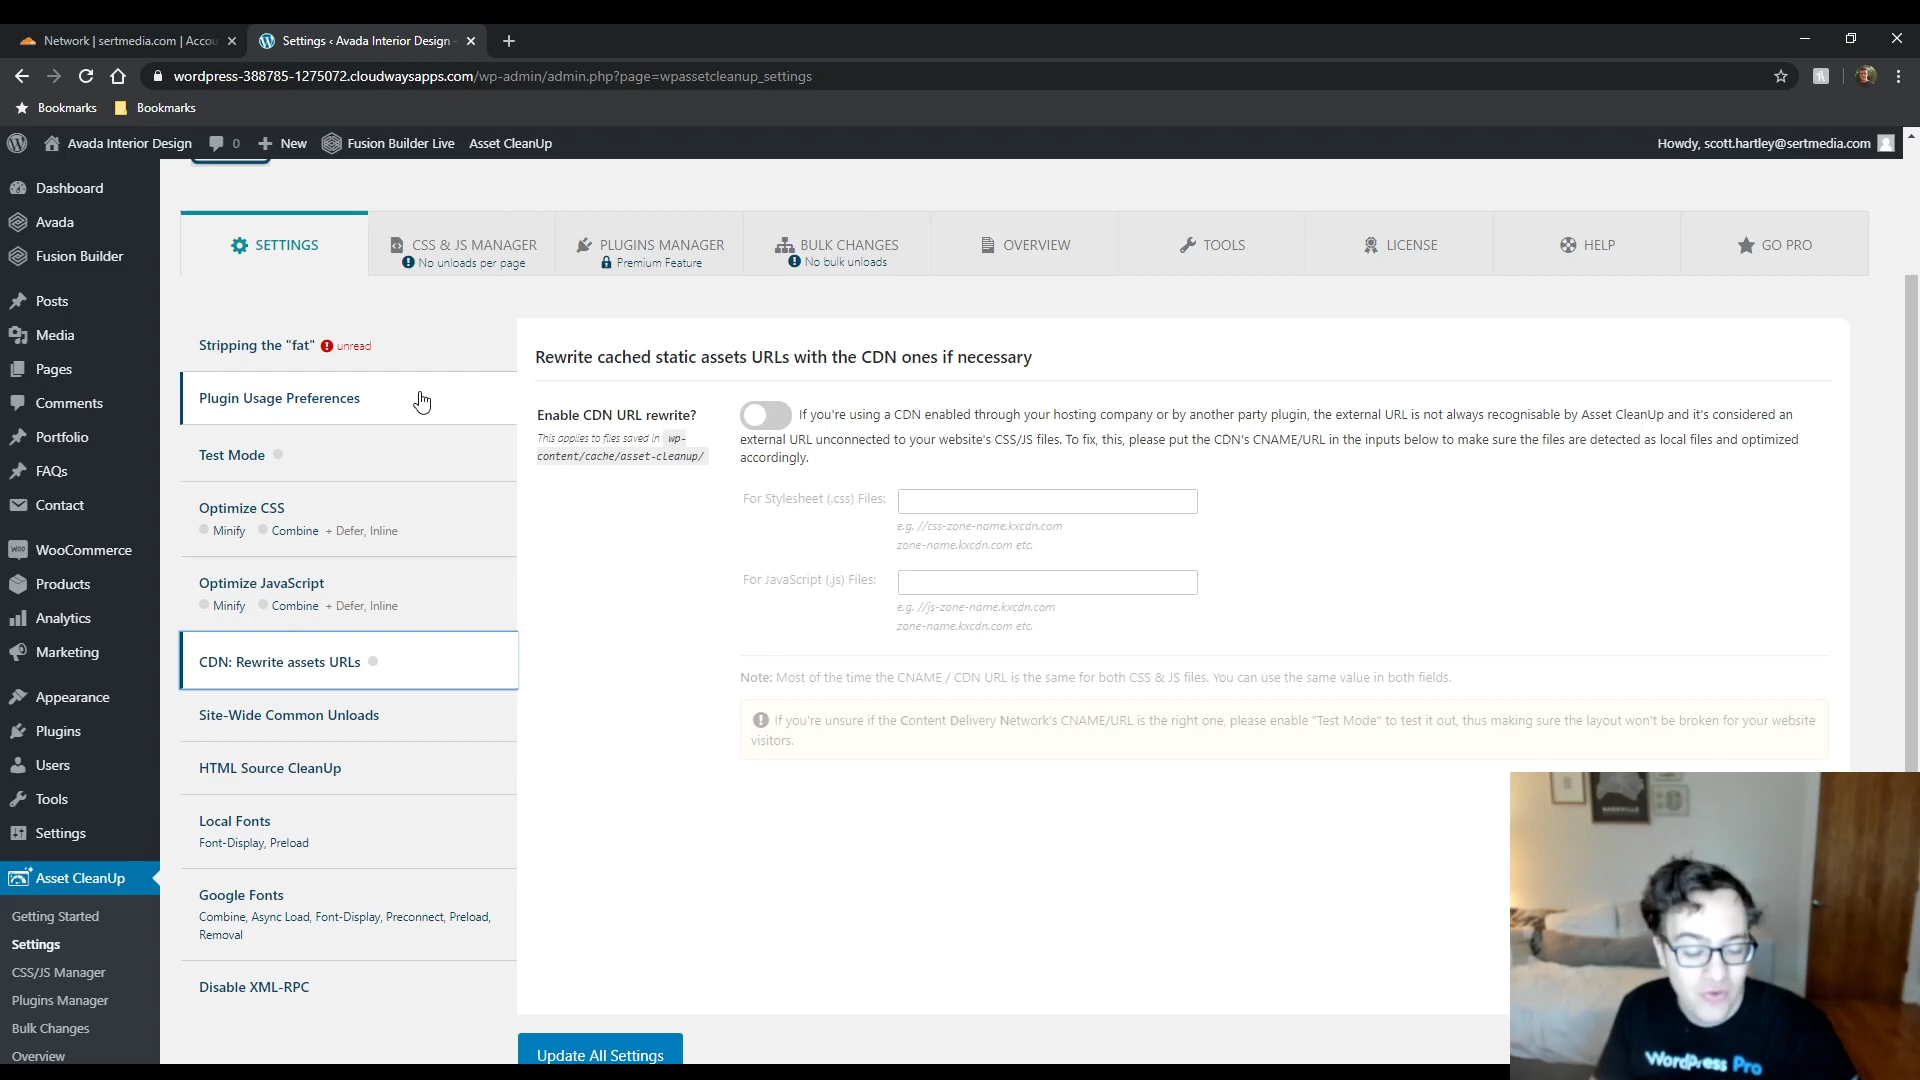 Network | sertmedia.com | Accou
Settings ‹ Avada Interior Design –
wordpress-388785-1275072.cloudwaysapps.com/wp-admin/admin.php?page=wpassetcleanup_settings
Bookmarks
Bookmarks
Avada Interior Design
0
New
Fusion Builder Live
Asset CleanUp
Howdy, scott.hartley@sertmedia.com
Dashboard
Avada
Fusion Builder
Posts
Media
Pages
Comments
Portfolio
FAQs
Contact
WooCommerce
Products
Analytics
Marketing
Appearance
Plugins
Users
Tools
Settings
Asset CleanUp
Getting Started
Settings
CSS/JS Manager
Plugins Manager
Bulk Changes
Overview
SETTINGS
CSS & JS MANAGER
No unloads per page
PLUGINS MANAGER
Premium Feature
BULK CHANGES
No bulk unloads
OVERVIEW
TOOLS
LICENSE
HELP
GO PRO
Stripping the "fat" unread
Plugin Usage Preferences
Test Mode
Optimize CSS
Minify Combine + Defer, Inline
Optimize JavaScript
Minify Combine + Defer, Inline
CDN: Rewrite assets URLs
Site-Wide Common Unloads
HTML Source CleanUp
Local Fonts
Font-Display, Preload
Google Fonts
Combine, Async Load, Font-Display, Preconnect, Preload,
Removal
Disable XML-RPC
Rewrite cached static assets URLs with the CDN ones if necessary
Enable CDN URL rewrite?
This applies to files saved in wp-
content/cache/asset-cleanup/
If you're using a CDN enabled through your hosting company or by another party plugin, the external URL is not always recognisable by Asset CleanUp and it's considered an
external URL unconnected to your website's CSS/JS files. To fix, this, please put the CDN's CNAME/URL in the inputs below to make sure the files are detected as local files and optimized
accordingly.
For Stylesheet (.css) Files:
e.g. //css-zone-name.kxcdn.com
zone-name.kxcdn.com etc.
For JavaScript (.js) Files:
e.g. //js-zone-name.kxcdn.com
zone-name.kxcdn.com etc.
Note: Most of the time the CNAME / CDN URL is the same for both CSS & JS files. You can use the same value in both fields.
If you're unsure if the Content Delivery Network's CNAME/URL is the right one, please enable "Test Mode" to test it out, thus making sure the layout won't be broken for your website
visitors.
Update All Settings
NASHVILLE
WordPress Pro